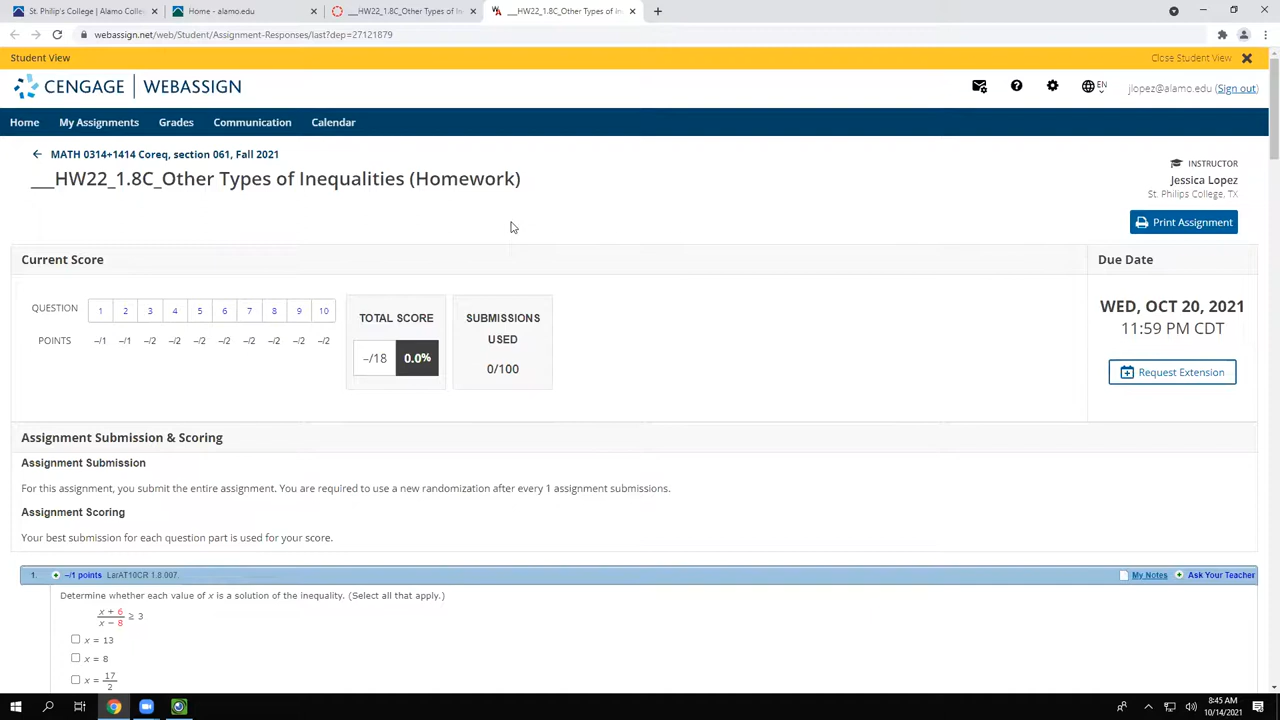 St. Philip's College | Alamo Colle
Home - alamo.edu
___HW22_1.8C_Other Types of Ineq
___HW22_1.8C_Other Types of In
webassign.net/web/Student/Assignment-Responses/last?dep=27121879
Student View
Close Student View
CENGAGE | WEBASSIGN
EN
jlopez@alamo.edu (Sign out)
Home
My Assignments
Grades
Communication
Calendar
MATH 0314+1414 Coreq, section 061, Fall 2021
___HW22_1.8C_Other Types of Inequalities (Homework)
INSTRUCTOR
Jessica Lopez
St. Philips College, TX
Print Assignment
Current Score
Due Date
QUESTION 1 2 3 4 5 6 7 8 9 10
POINTS –/1 –/1 –/2 –/2 –/2 –/2 –/2 –/2 –/2 –/2
TOTAL SCORE
–/18 0.0%
SUBMISSIONS
USED
0/100
WED, OCT 20, 2021
11:59 PM CDT
Request Extension
Assignment Submission & Scoring
Assignment Submission
For this assignment, you submit the entire assignment. You are required to use a new randomization after every 1 assignment submissions.
Assignment Scoring
Your best submission for each question part is used for your score.
1. –/1 points LarAT10CR 1.8.007.
My Notes
Ask Your Teacher
Determine whether each value of x is a solution of the inequality. (Select all that apply.)
x + 6
x − 8
≥ 3
x = 13
x = 8
x = 17
2
8:45 AM
10/14/2021